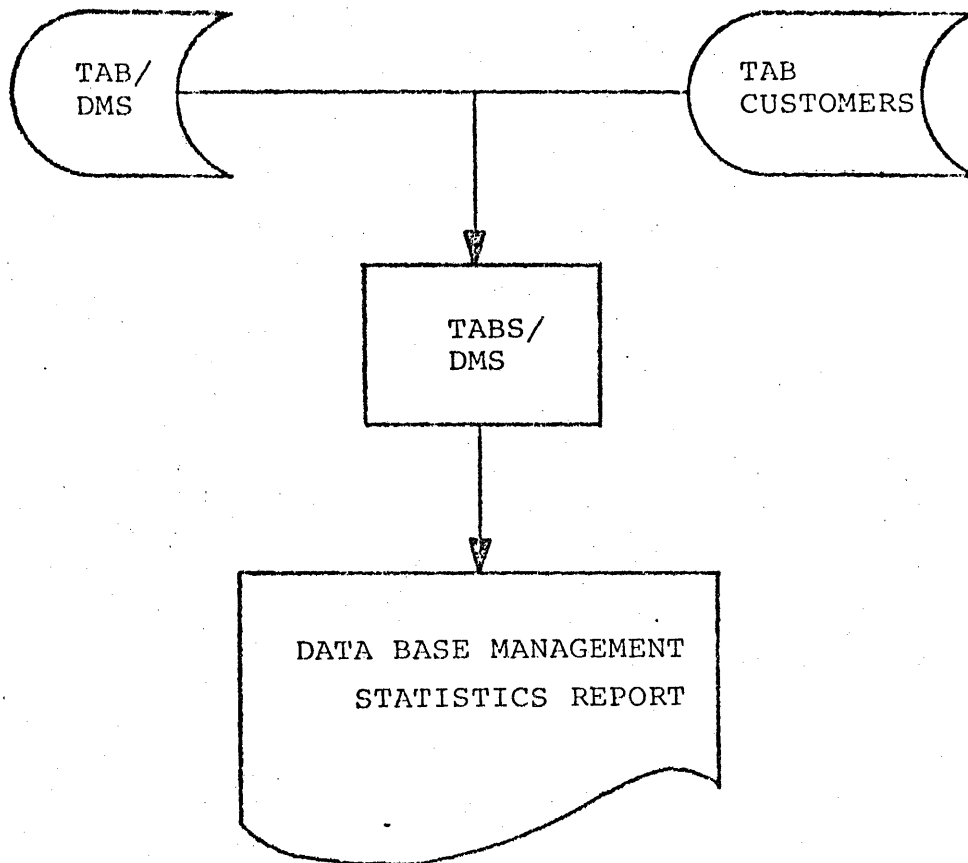 TAB/
DMS
TAB
CUSTOMERS
TABS/
DMS
DATA BASE MANAGEMENT
STATISTICS REPORT